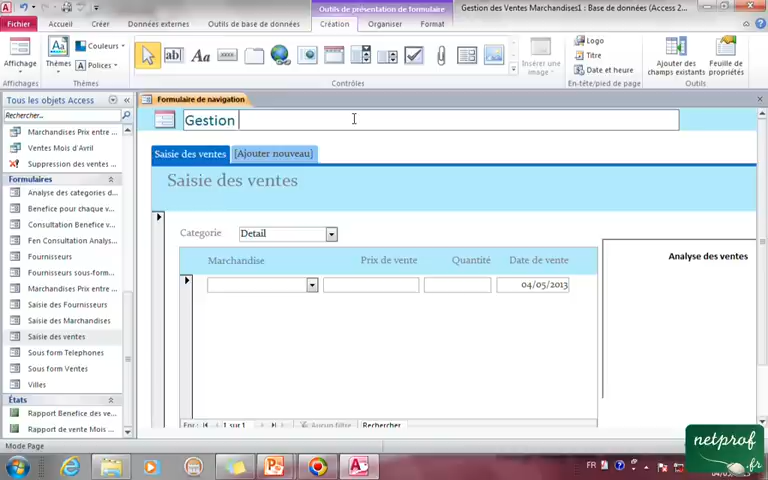 Outils de présentation de formulaire
Gestion des Ventes Marchandises1 : Base de données (Access 2...
Fichier
Accueil
Créer
Données externes
Outils de base de données
Création
Organiser
Format
Affichage
Thèmes
Couleurs
Polices
Insérer une image
Logo
Titre
Date et heure
Ajouter des champs existants
Feuille de propriétés
Affichages
Thèmes
Contrôles
En-tête/pied de page
Outils
Tous les objets Access
Formulaire de navigation
Rechercher...
Marchandises Prix entre ...
Ventes Mois d'Avril
Suppression des ventes ...
Formulaires
Analyse des categories d...
Benefice pour chaque v...
Consultation Benefice v...
Fen Consultation Analys...
Fournisseurs
Fournisseurs sous-form...
Marchandises Prix entre ...
Saisie des Fournisseurs
Saisie des Marchandises
Saisie des ventes
Sous form Telephones
Sous form Ventes
Villes
États
Rapport Benefice des ve...
Rapport de vente Mois ...
Gestion
Saisie des ventes
[Ajouter nouveau]
Saisie des ventes
Categorie
Detail
Marchandise
Prix de vente
Quantité
Date de vente
04/05/2013
Analyse des ventes
Enr :
1 sur 1
Aucun filtre
Rechercher
Mode Page
FR
netprof
.fr